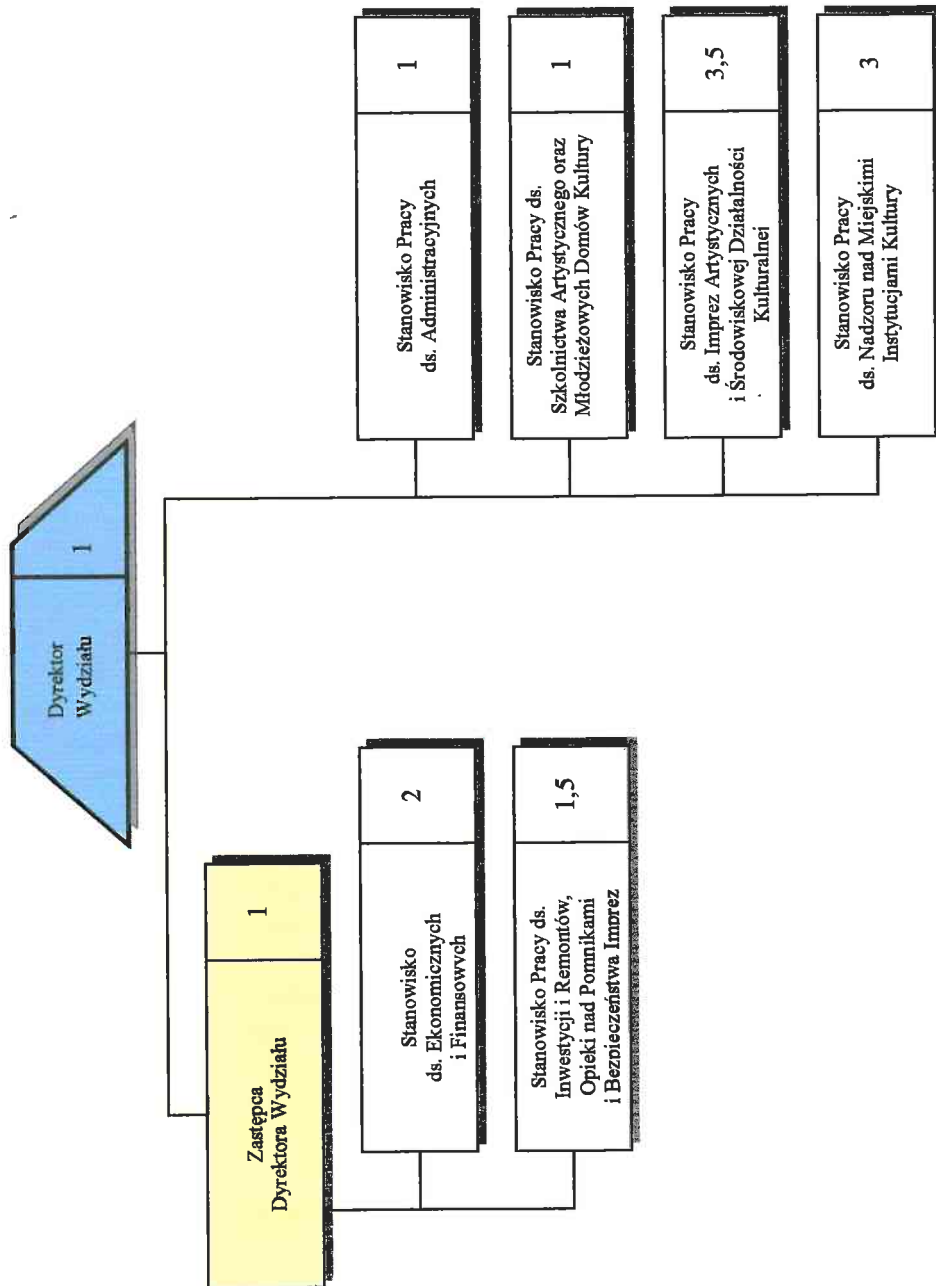 Dyrektor
Wydziału
1
Zastępca
Dyrektora Wydziału
1
Stanowisko
ds. Ekonomicznych
i Finansowych
2
Stanowisko Pracy ds.
Inwestycji i Remontów,
Opieki nad Pomnikami
i Bezpieczeństwa Imprez
1,5
Stanowisko Pracy
ds. Administracyjnych
1
Stanowisko Pracy ds.
Szkolnictwa Artystycznego oraz
Młodzieżowych Domów Kultury
1
Stanowisko Pracy
ds. Imprez Artystycznych
i Środowiskowej Działalności
Kulturalnej
3,5
Stanowisko Pracy
ds. Nadzoru nad Miejskimi
Instytucjami Kultury
3